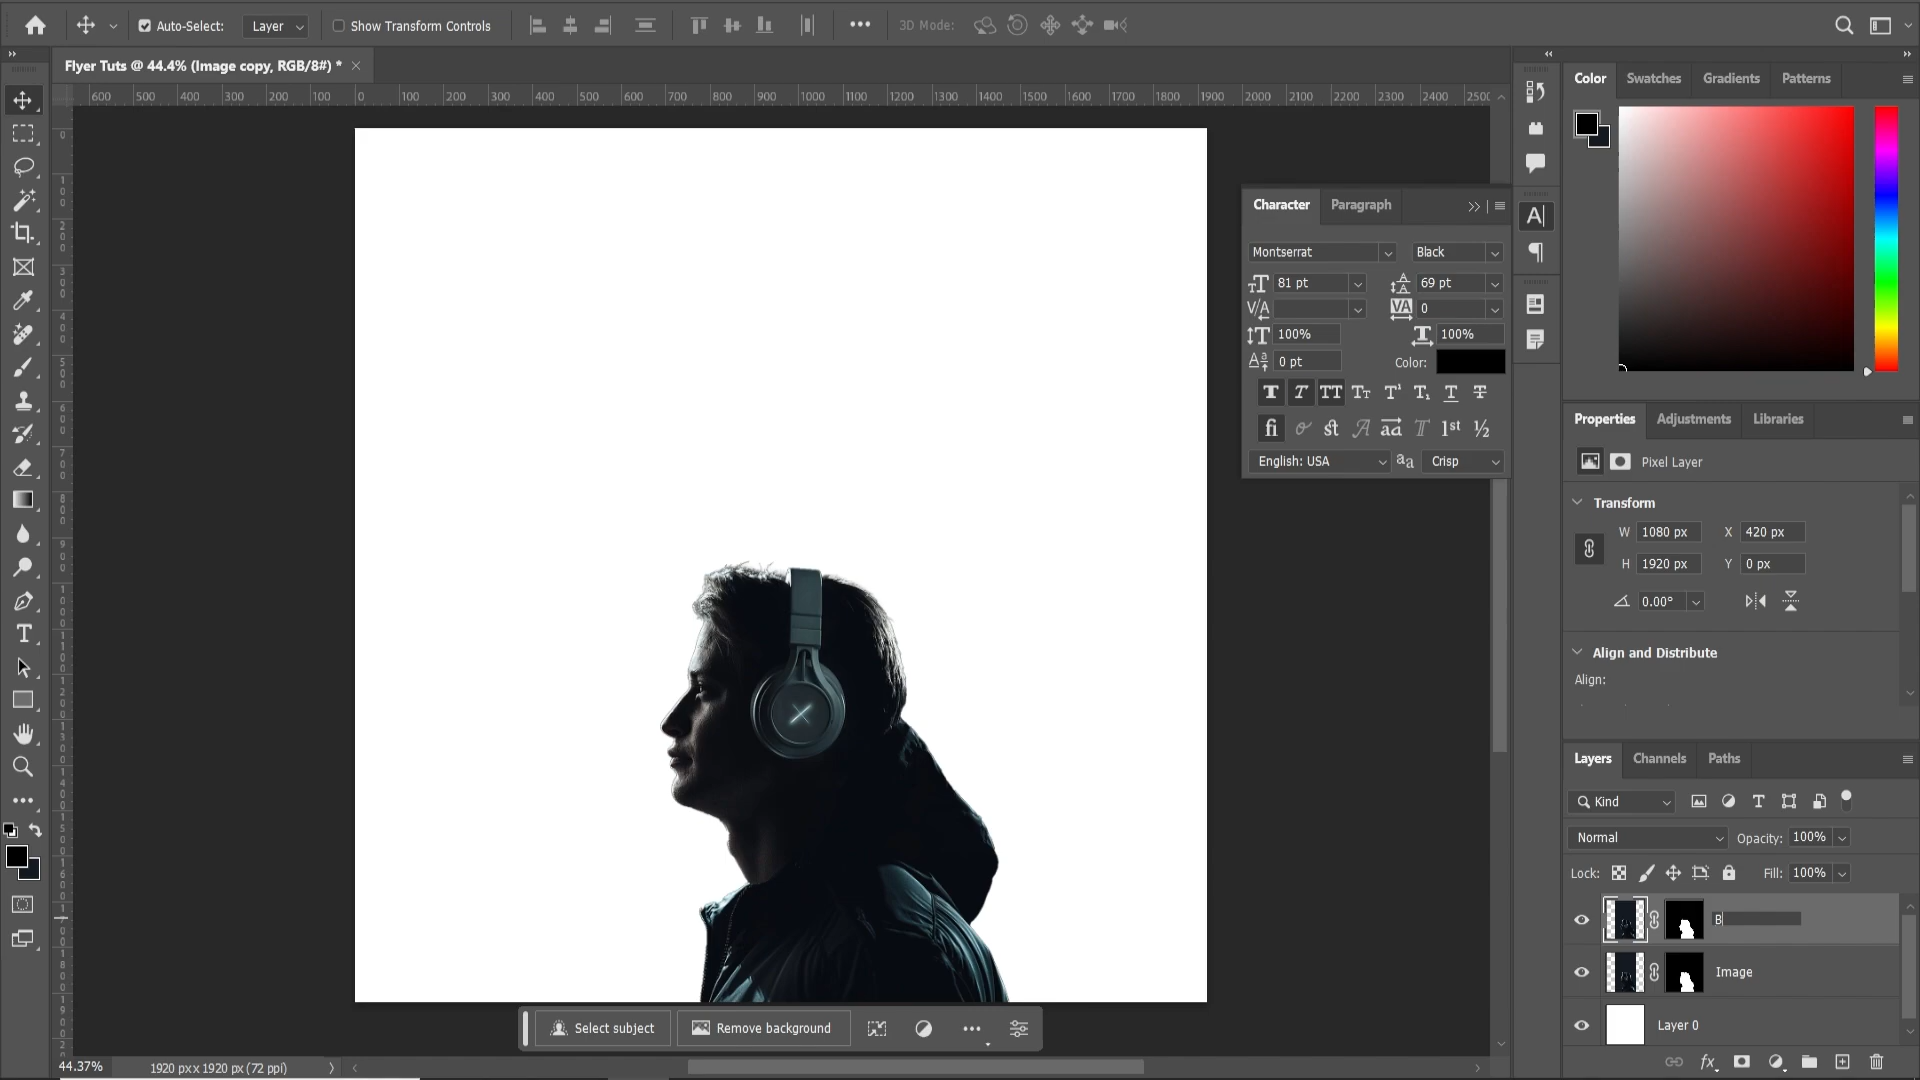 Auto-Select: Layer Show Transform Controls 3D Mode:
Flyer Tuts @ 44.4% (Image copy, RGB/8#) *
600 500 400 300 200 100 0 100 200 300 400 500 600 700 800 900 1000 1100 1200 1300 1400 1500 1600 1700 1800 1900 2000 2100 2200 2300 2400 2500
Color Swatches Gradients Patterns
Character Paragraph
Montserrat Black
81 pt 69 pt
0
100% 100%
0 pt Color:
English: USA Crisp
Properties Adjustments Libraries
Pixel Layer
Transform
W 1080 px X 420 px
H 1920 px Y 0 px
0.00°
Align and Distribute
Align:
Layers Channels Paths
Kind
Normal Opacity: 100%
Lock: Fill: 100%
B
Image
Layer 0
Select subject Remove background
44.37% 1920 px x 1920 px (72 ppi)